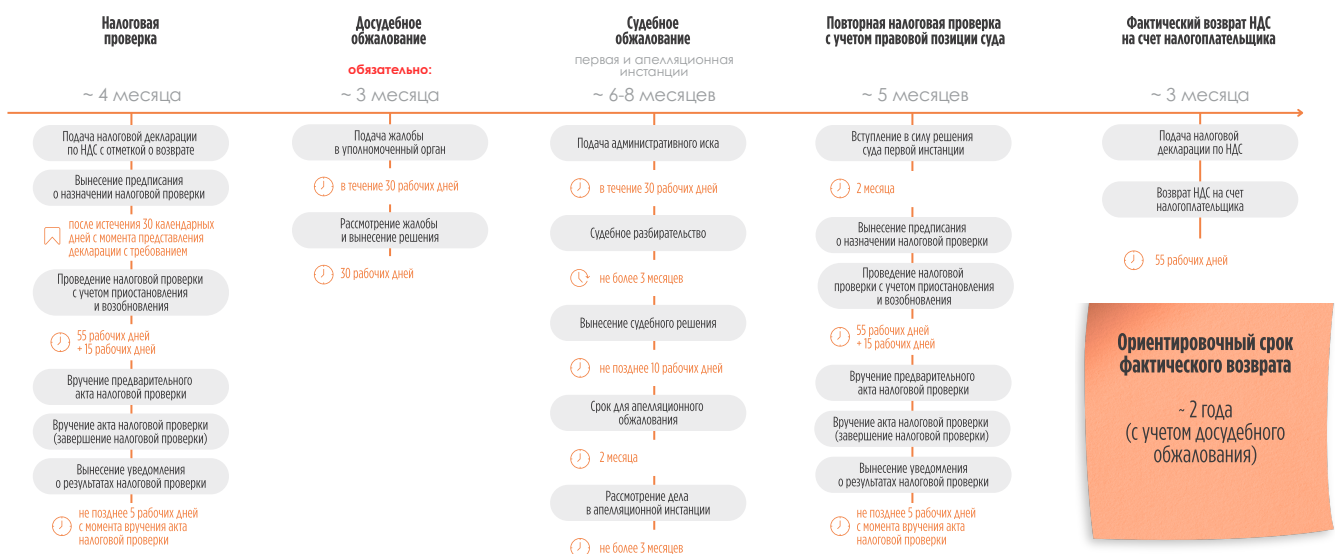 Налоговая
проверка
~ 4 месяца
Подача налоговой декларации
по НДС с отметкой о возврате
Вынесение предписания
о назначении налоговой проверки
после истечения 30 календарных
дней с момента представления
декларации с требованием
Проведение налоговой проверки
с учетом приостановления
и возобновления
55 рабочих дней
+ 15 рабочих дней
Вручение предварительного
акта налоговой проверки
Вручение акта налоговой проверки
(завершение налоговой проверки)
Вынесение уведомления
о результатах налоговой проверки
не позднее 5 рабочих дней
с момента вручения акта
налоговой проверки
Досудебное
обжалование
обязательно:
~ 3 месяца
Подача жалобы
в уполномоченный орган
в течение 30 рабочих дней
Рассмотрение жалобы
и вынесение решения
30 рабочих дней
Судебное
обжалование
первая и апелляционная
инстанции
~ 6-8 месяцев
Подача административного иска
в течение 30 рабочих дней
Судебное разбирательство
не более 3 месяцев
Вынесение судебного решения
не позднее 10 рабочих дней
Срок для апелляционного
обжалования
2 месяца
Рассмотрение дела
в апелляционной инстанции
не более 3 месяцев
Повторная налоговая проверка
с учетом правовой позиции суда
~ 5 месяцев
Вступление в силу решения
суда первой инстанции
2 месяца
Вынесение предписания
о назначении налоговой проверки
Проведение налоговой
проверки с учетом приостановления
и возобновления
55 рабочих дней
+ 15 рабочих дней
Вручение предварительного
акта налоговой проверки
Вручение акта налоговой проверки
(завершение налоговой проверки)
Вынесение уведомления
о результатах налоговой проверки
не позднее 5 рабочих дней
с момента вручения акта
налоговой проверки
Фактический возврат НДС
на счет налогоплательщика
~ 3 месяца
Подача налоговой
декларации по НДС
Возврат НДС на счет
налогоплательщика
55 рабочих дней
Ориентировочный срок
фактического возврата
~ 2 года
(с учетом досудебного
обжалования)